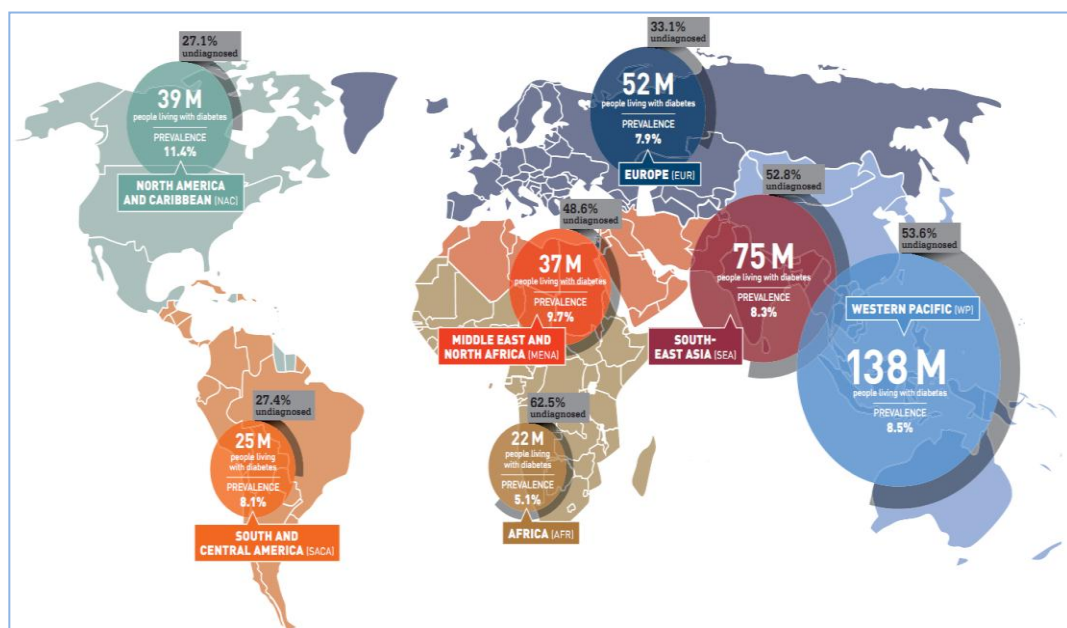 27.1%
undiagnosed
39 M
people living with diabetes
PREVALENCE
11.4%
NORTH AMERICA
AND CARIBBEAN (NAC)
33.1%
undiagnosed
52 M
people living with diabetes
PREVALENCE
7.9%
EUROPE (EUR)
48.6%
undiagnosed
37 M
people living with diabetes
PREVALENCE
9.7%
MIDDLE EAST AND
NORTH AFRICA (MENA)
52.8%
undiagnosed
75 M
people living with diabetes
PREVALENCE
8.3%
SOUTH-
EAST ASIA (SEA)
53.6%
undiagnosed
WESTERN PACIFIC (WP)
138 M
people living with diabetes
PREVALENCE
8.5%
27.4%
undiagnosed
25 M
people living
with diabetes
PREVALENCE
8.1%
SOUTH AND
CENTRAL AMERICA (SACA)
62.5%
undiagnosed
22 M
people living
with diabetes
PREVALENCE
5.1%
AFRICA (AFR)